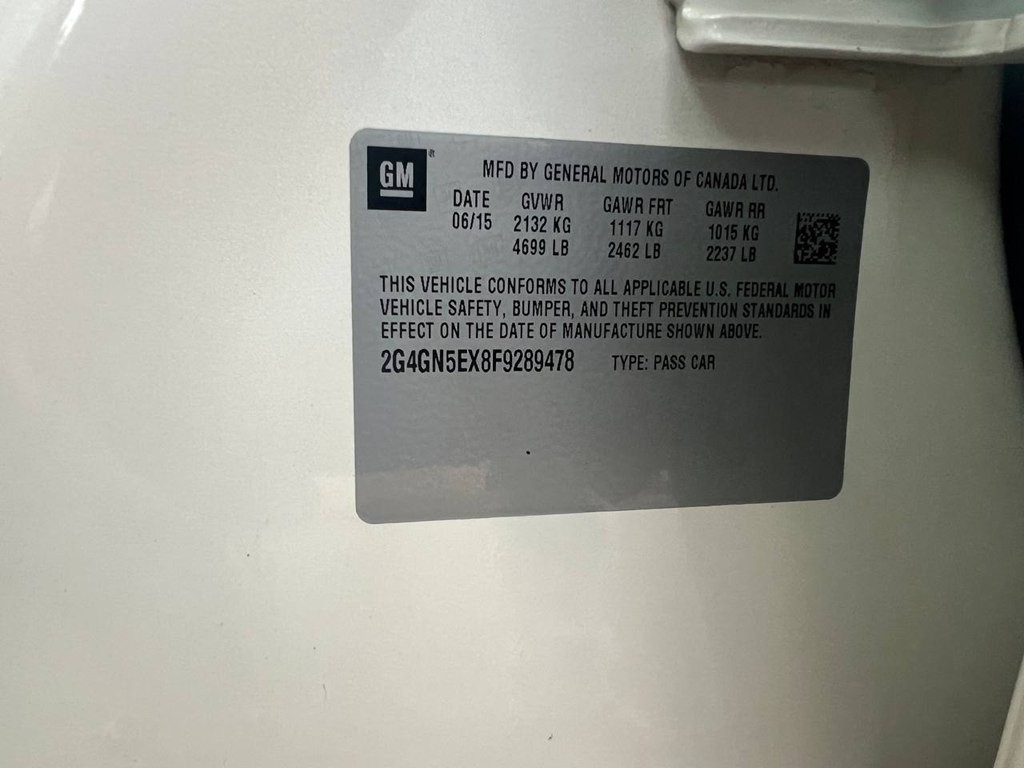 GM
MFD BY GENERAL MOTORS OF CANADA LTD.
DATE GVWR GAWR FRT GAWR RR
06/15 2132 KG 1117 KG 1015 KG
4699 LB 2462 LB 2237 LB
THIS VEHICLE CONFORMS TO ALL APPLICABLE U.S. FEDERAL MOTOR
VEHICLE SAFETY, BUMPER, AND THEFT PREVENTION STANDARDS IN
EFFECT ON THE DATE OF MANUFACTURE SHOWN ABOVE.
2G4GN5EX8F9289478 TYPE: PASS CAR